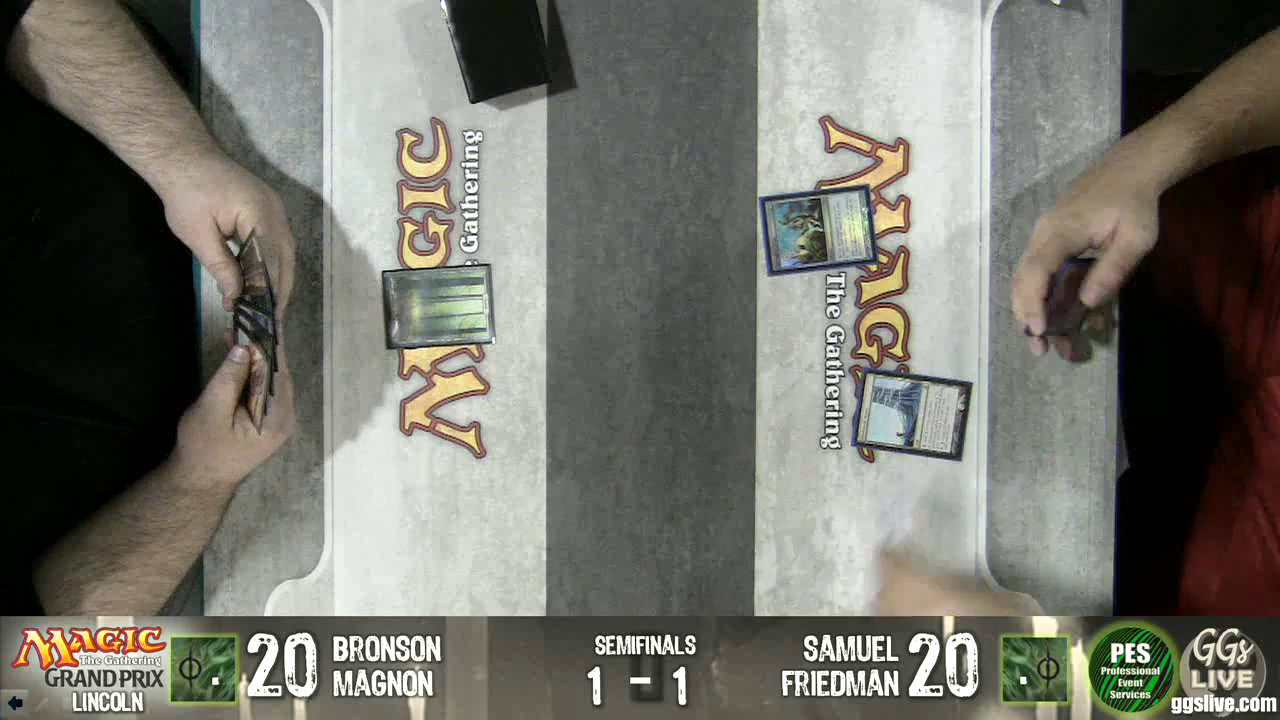 MAGIC
The Gathering
MAGIC
The Gathering
MAGIC
The Gathering
GRAND PRIX
LINCOLN
20
BRONSON
MAGNON
SEMIFINALS
1 - 1
SAMUEL
FRIEDMAN
20
PES
Professional
Event
Services
GGs
LIVE
ggslive.com